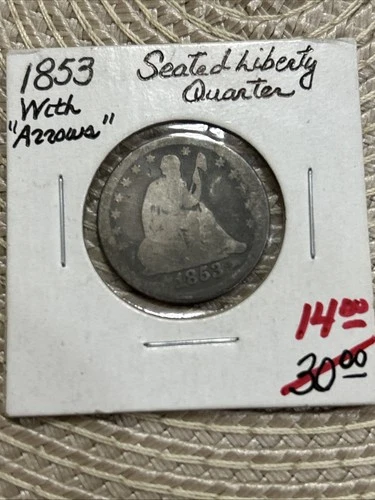 1853
With
"Arrows"
Seated Liberty
Quarter
1853
14.00
30.00